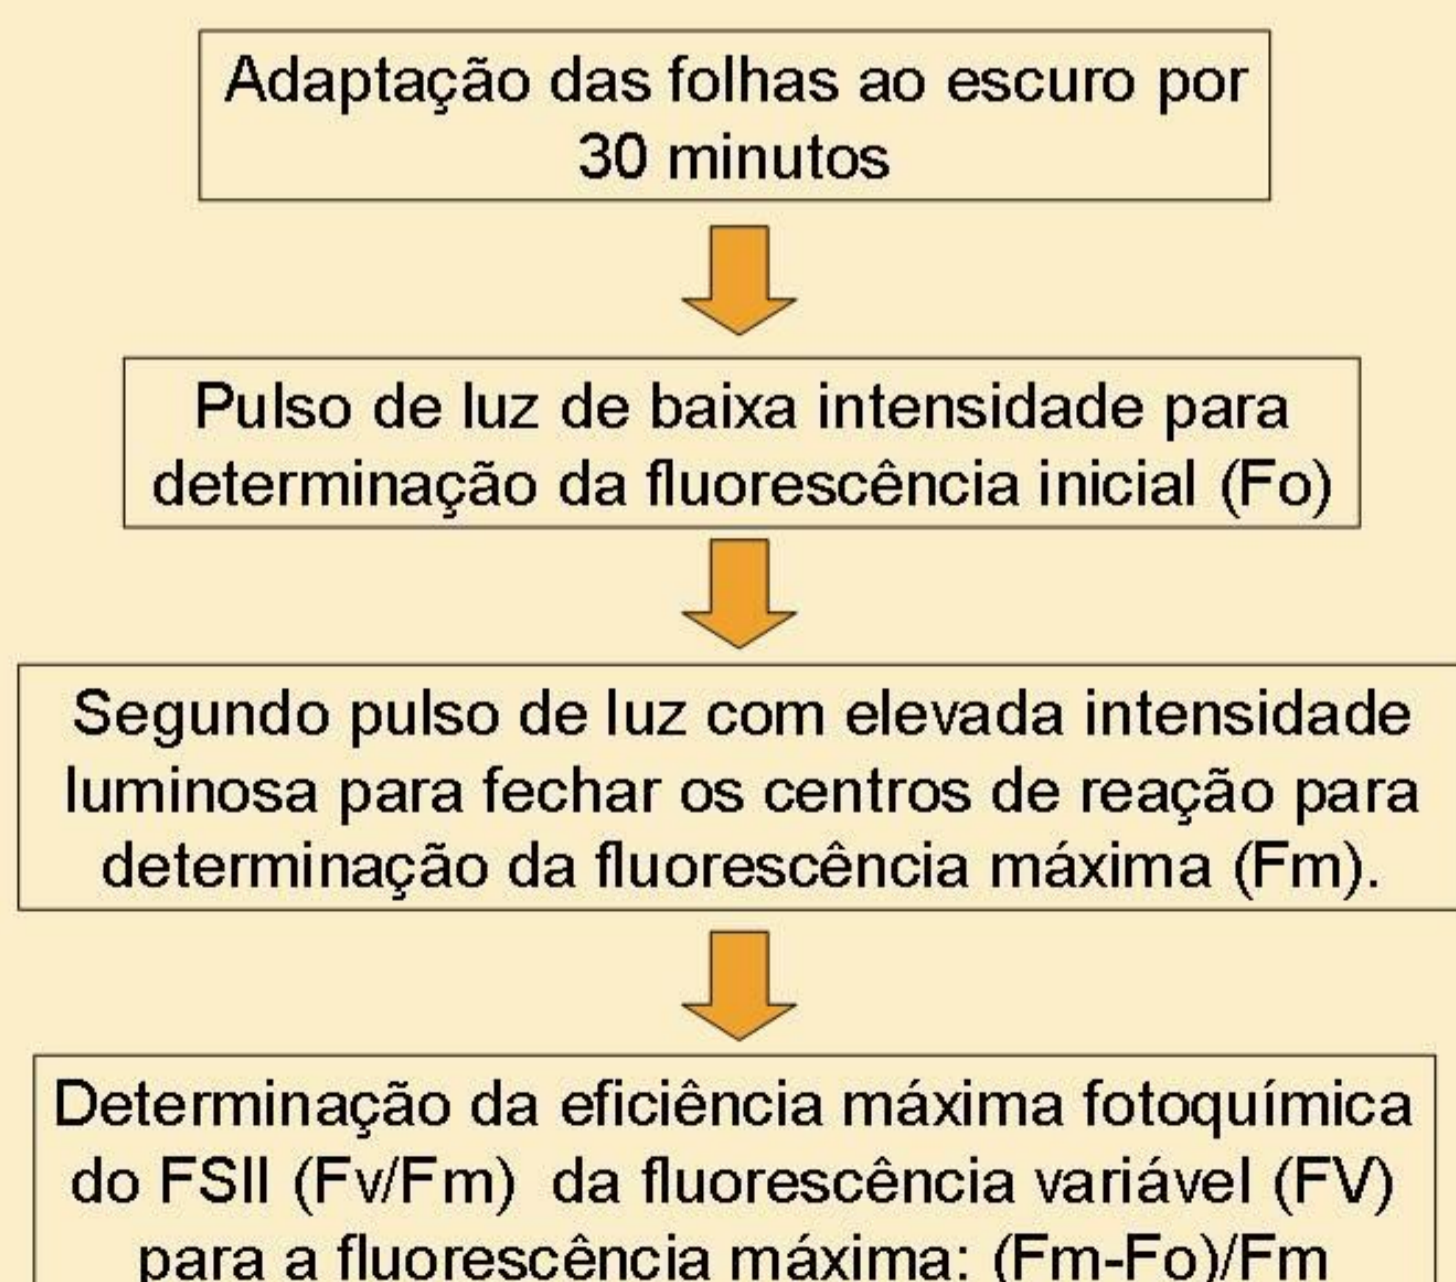 Adaptação das folhas ao escuro por
30 minutos
Pulso de luz de baixa intensidade para
determinação da fluorescência inicial (Fo)
Segundo pulso de luz com elevada intensidade
luminosa para fechar os centros de reação para
determinação da fluorescência máxima (Fm).
Determinação da eficiência máxima fotoquímica
do FSII (Fv/Fm) da fluorescência variável (FV)
para a fluorescência máxima: (Fm-Fo)/Fm